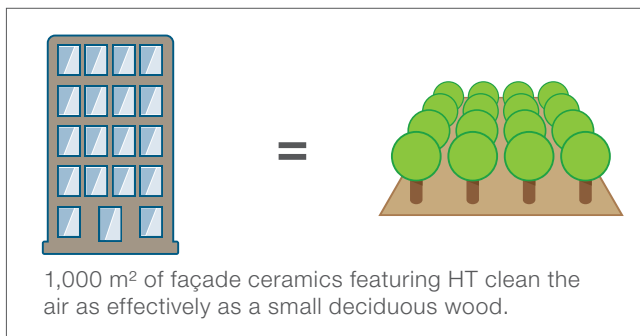 =
1,000 m² of façade ceramics featuring HT clean the
air as effectively as a small deciduous wood.